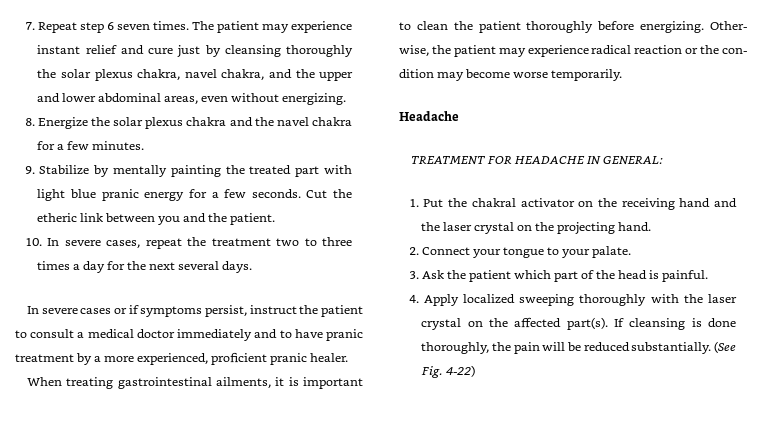 7. Repeat step 6 seven times. The patient may experience
instant relief and cure just by cleansing thoroughly
the solar plexus chakra, navel chakra, and the upper
and lower abdominal areas, even without energizing.
8. Energize the solar plexus chakra and the navel chakra
for a few minutes.
9. Stabilize by mentally painting the treated part with
light blue pranic energy for a few seconds. Cut the
etheric link between you and the patient.
10. In severe cases, repeat the treatment two to three
times a day for the next several days.
In severe cases or if symptoms persist, instruct the patient
to consult a medical doctor immediately and to have pranic
treatment by a more experienced, proficient pranic healer.
When treating gastrointestinal ailments, it is important
to clean the patient thoroughly before energizing. Other-
wise, the patient may experience radical reaction or the con-
dition may become worse temporarily.
Headache
TREATMENT FOR HEADACHE IN GENERAL:
1. Put the chakral activator on the receiving hand and
the laser crystal on the projecting hand.
2. Connect your tongue to your palate.
3. Ask the patient which part of the head is painful.
4. Apply localized sweeping thoroughly with the laser
crystal on the affected part(s). If cleansing is done
thoroughly, the pain will be reduced substantially. (See
Fig. 4-22)